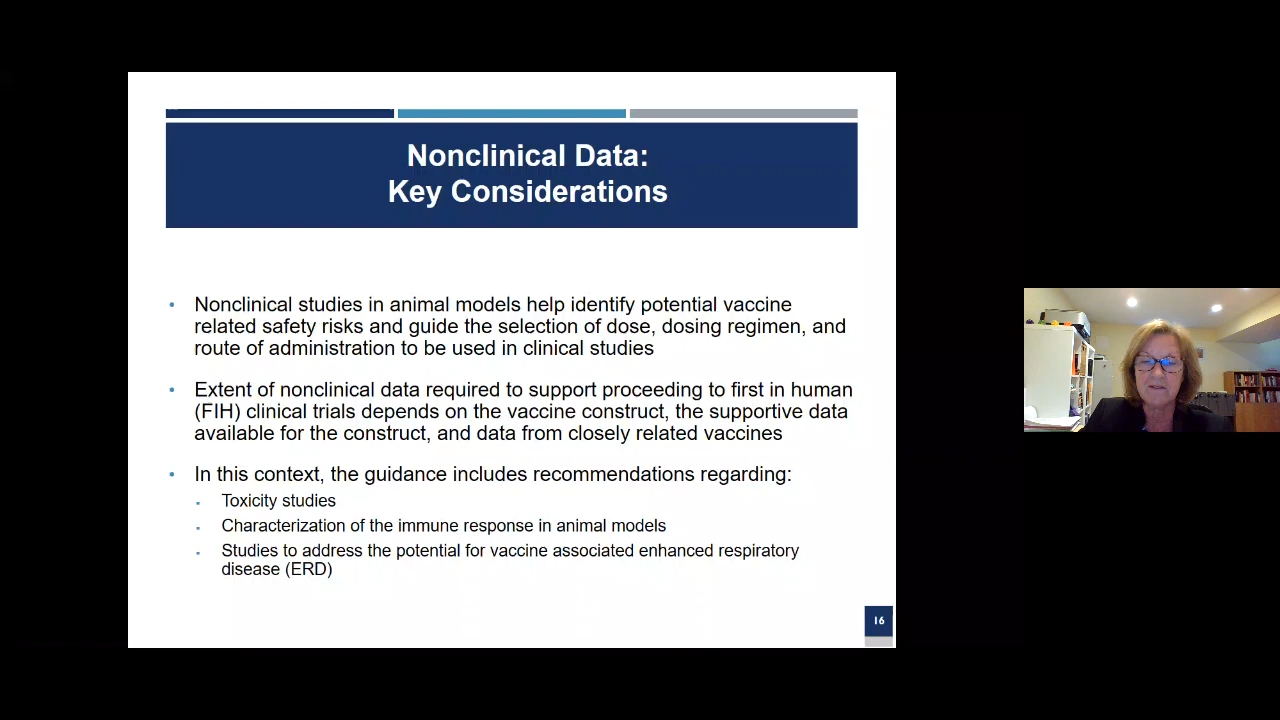 Nonclinical Data:
Key Considerations
• Nonclinical studies in animal models help identify potential vaccine
related safety risks and guide the selection of dose, dosing regimen, and
route of administration to be used in clinical studies
• Extent of nonclinical data required to support proceeding to first in human
(FIH) clinical trials depends on the vaccine construct, the supportive data
available for the construct, and data from closely related vaccines
• In this context, the guidance includes recommendations regarding:
▪ Toxicity studies
▪ Characterization of the immune response in animal models
▪ Studies to address the potential for vaccine associated enhanced respiratory
disease (ERD)
16